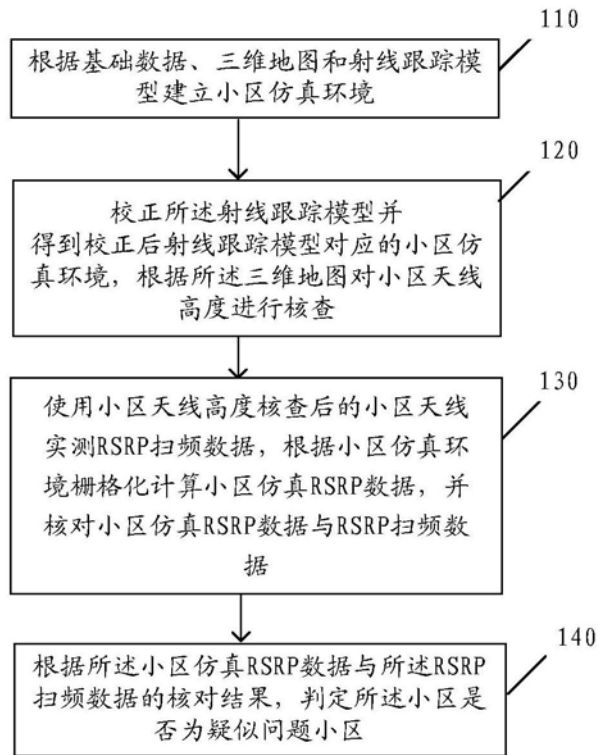 110
根据基础数据、三维地图和射线跟踪模
型建立小区仿真环境
120
校正所述射线跟踪模型并
得到校正后射线跟踪模型对应的小区仿
真环境，根据所述三维地图对小区天线
高度进行核查
130
使用小区天线高度核查后的小区天线
实测RSRP扫频数据，根据小区仿真环
境栅格化计算小区仿真RSRP数据，并
核对小区仿真RSRP数据与RSRP扫频数
据
140
根据所述小区仿真RSRP数据与所述RSRP
扫频数据的核对结果，判定所述小区是
否为疑似问题小区